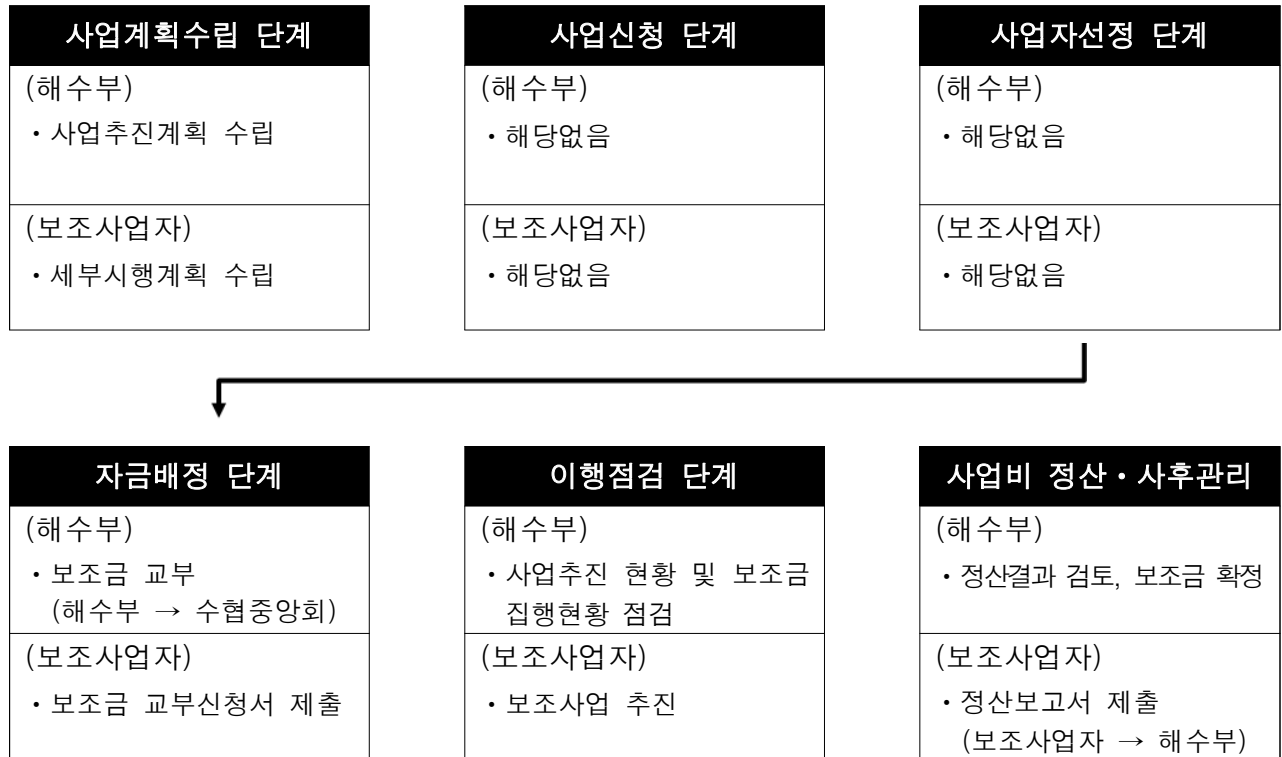 사업계획수립 단계
(해수부)
・사업추진계획 수립
(보조사업자)
・세부시행계획 수립
사업신청 단계
(해수부)
・해당없음
(보조사업자)
・해당없음
사업자선정 단계
(해수부)
・해당없음
(보조사업자)
・해당없음
자금배정 단계
(해수부)
・보조금 교부
(해수부 → 수협중앙회)
(보조사업자)
・보조금 교부신청서 제출
이행점검 단계
(해수부)
・사업추진 현황 및 보조금
집행현황 점검
(보조사업자)
・보조사업 추진
사업비 정산・사후관리
(해수부)
・정산결과 검토, 보조금 확정
(보조사업자)
・정산보고서 제출
(보조사업자 → 해수부)